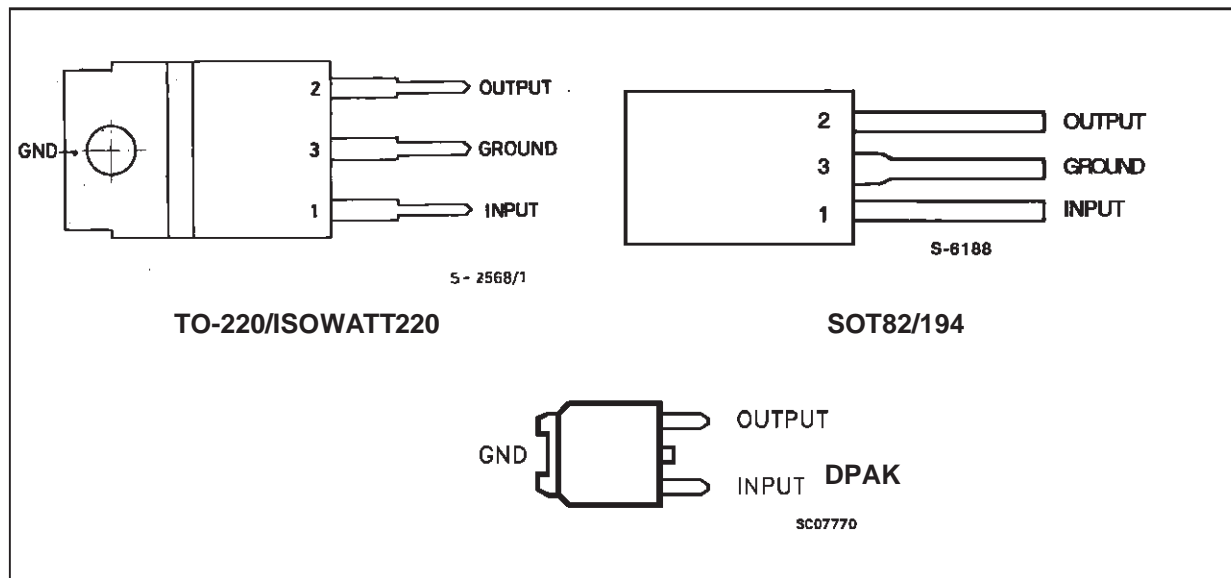 2 OUTPUT
GND 3 GROUND
1 INPUT
S-2568/1
TO-220/ISOWATT220
2 OUTPUT
3 GROUND
1 INPUT
S-6188
SOT82/194
OUTPUT
GND
INPUT DPAK
SC07770